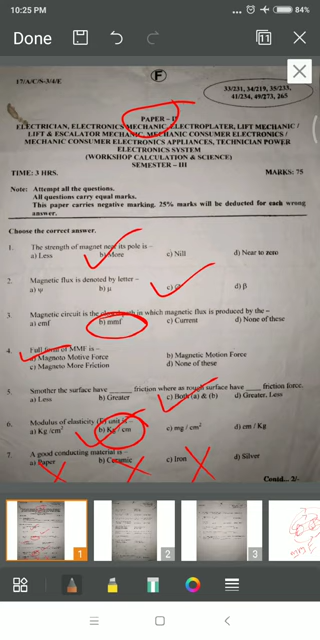 10:25 PM
84%
Done
17/A/C/S-3/4/E
F
33/231, 34/219, 35/233,
41/234, 49/273, 265
PAPER – II
ELECTRICIAN, ELECTRONICS MECHANIC, ELECTROPLATER, LIFT MECHANIC /
LIFT & ESCALATOR MECHANIC, MECHANIC CONSUMER ELECTRONICS /
MECHANIC CONSUMER ELECTRONICS APPLIANCES, TECHNICIAN POWER
ELECTRONICS SYSTEM
(WORKSHOP CALCULATION & SCIENCE)
SEMESTER – III
TIME: 3 HRS. MARKS: 75
Note: Attempt all the questions.
All questions carry equal marks.
This paper carries negative marking. 25% marks will be deducted for each wrong
answer.
Choose the correct answer.
1. The strength of magnet near its pole is –
a) Less b) More c) Nill d) Near to zero
2. Magnetic flux is denoted by letter –
a) ψ b) μ c) d) β
3. Magnetic circuit is the path in which magnetic flux is produced by the –
a) emf b) mmf c) Current d) None of these
4. Full form of MMF is –
a) Magneto Motive Force b) Magnetic Motion Force
c) Magneto More Friction d) None of these
5. Smother the surface have ______ friction where as rough surface have ____ friction force.
a) Less b) Greater c) Both (a) & (b) d) Greater, Less
6. Modulus of elasticity (E) unit is –
a) Kg /cm² b) Kg / cm c) mg / cm² d) cm / Kg
7. A good conducting material is –
a) Paper b) Ceramic c) Iron d) Silver
Contd. 2/-
1
2
3